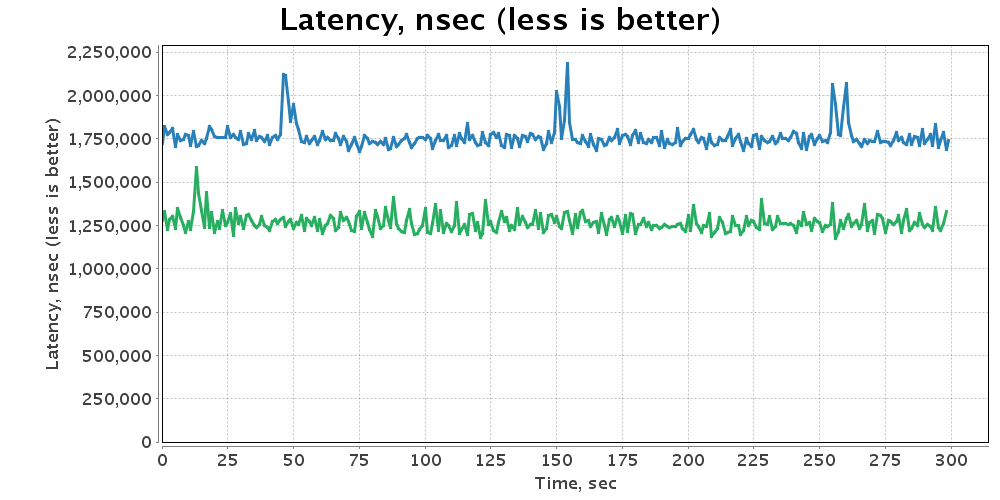 Latency, nsec (less is better)
Latency, nsec (less is better)
2,250,000
2,000,000
1,750,000
1,500,000
1,250,000
1,000,000
750,000
500,000
250,000
0
0 25 50 75 100 125 150 175 200 225 250 275 300
Time, sec